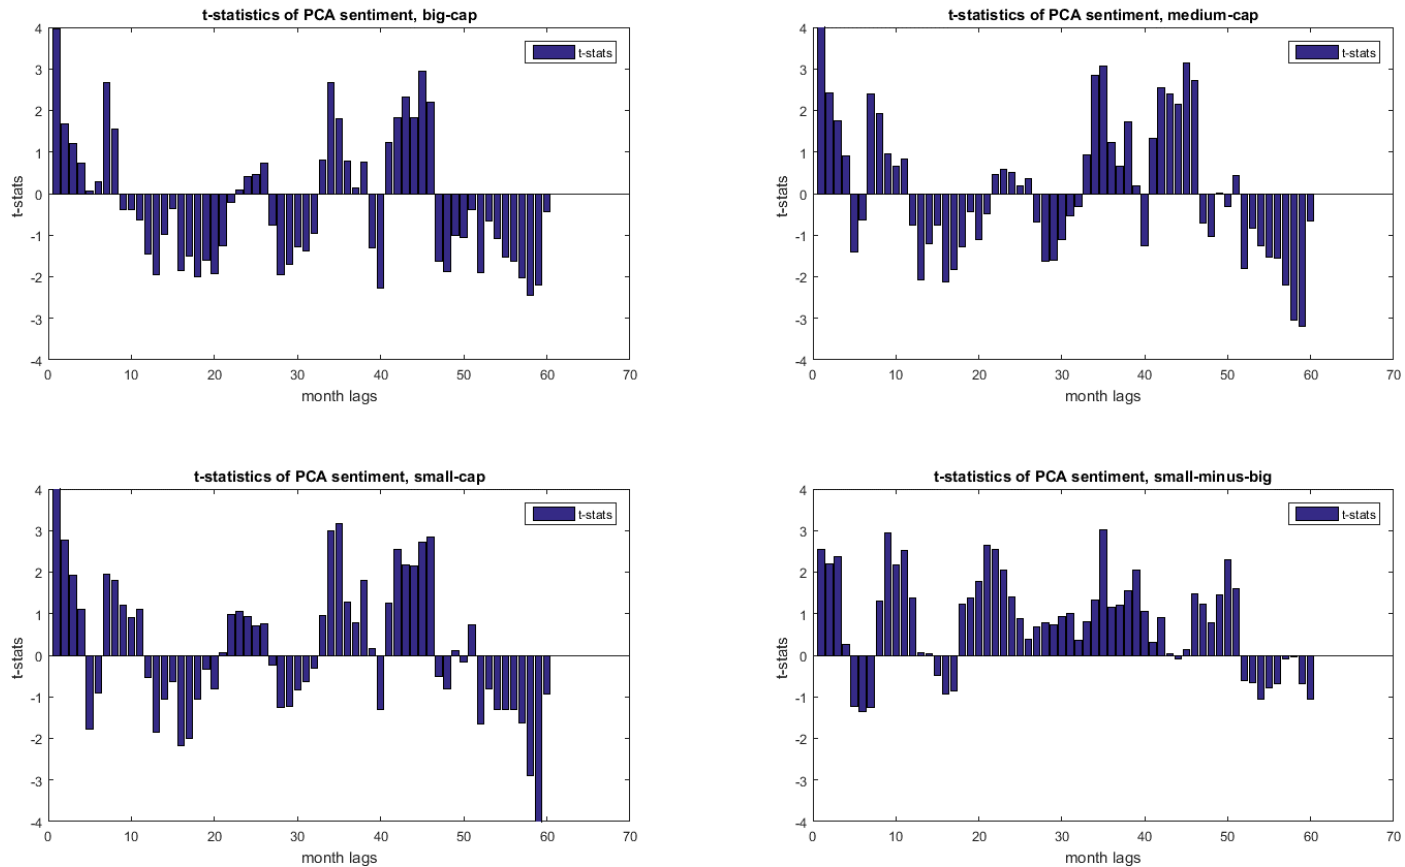 t-statistics of PCA sentiment, big-cap
t-stats
4
3
2
1
0
-1
-2
-3
-4
t-stats
0 10 20 30 40 50 60 70
month lags
t-statistics of PCA sentiment, medium-cap
t-stats
4
3
2
1
0
-1
-2
-3
-4
t-stats
0 10 20 30 40 50 60 70
month lags
t-statistics of PCA sentiment, small-cap
t-stats
4
3
2
1
0
-1
-2
-3
-4
t-stats
0 10 20 30 40 50 60 70
month lags
t-statistics of PCA sentiment, small-minus-big
t-stats
4
3
2
1
0
-1
-2
-3
-4
t-stats
0 10 20 30 40 50 60 70
month lags